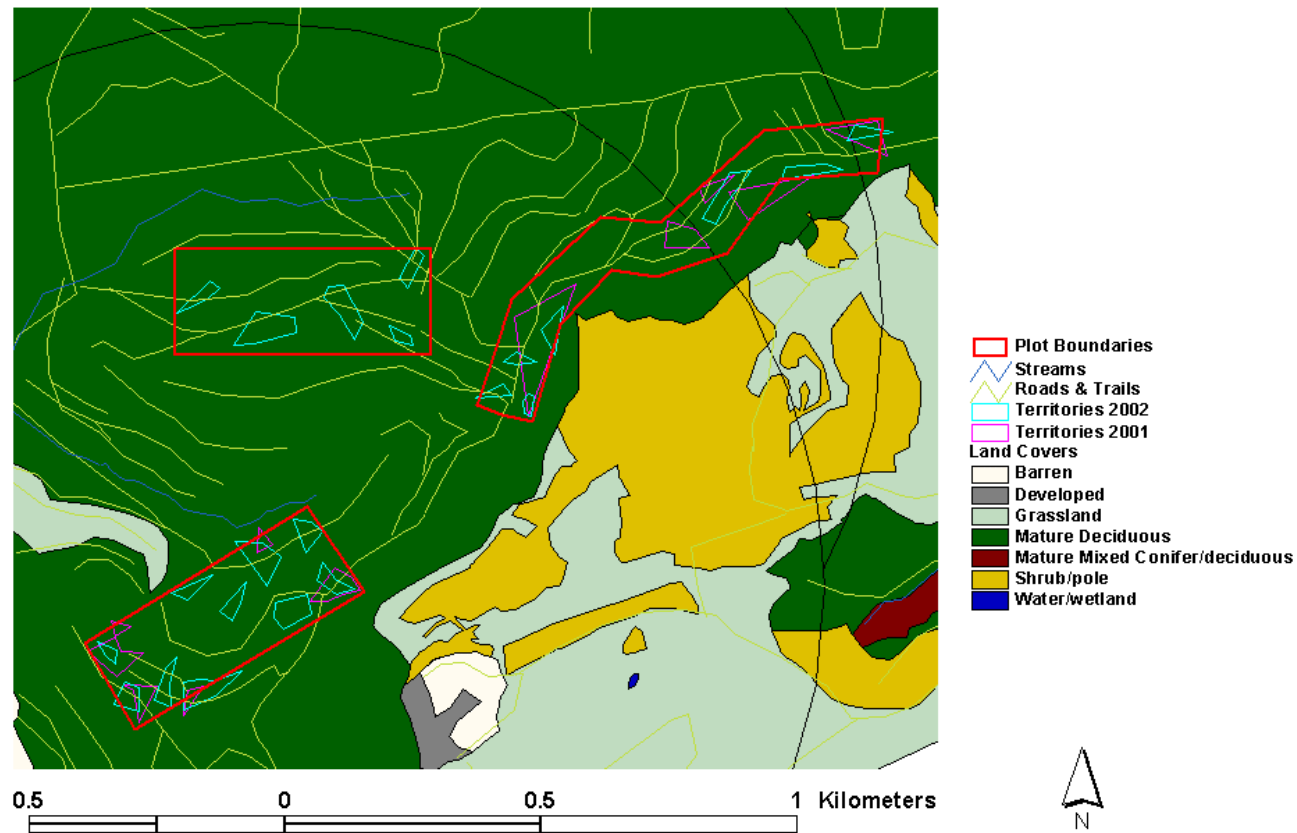 Plot Boundaries
Streams
Roads & Trails
Territories 2002
Territories 2001
Land Covers
Barren
Developed
Grassland
Mature Deciduous
Mature Mixed Conifer/deciduous
Shrub/pole
Water/wetland
0.5 0 0.5 1 Kilometers
N